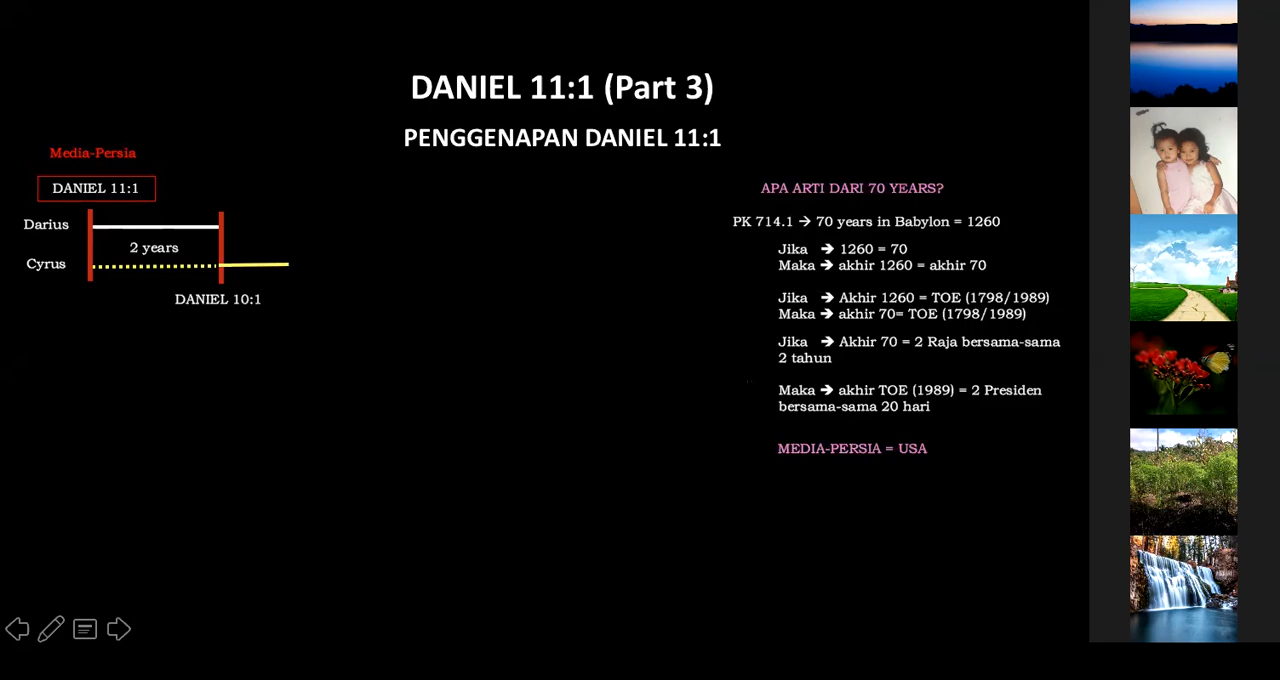 DANIEL 11:1 (Part 3)
PENGGENAPAN DANIEL 11:1
Media-Persia
DANIEL 11:1
Darius
2 years
Cyrus
DANIEL 10:1
APA ARTI DARI 70 YEARS?
PK 714.1 → 70 years in Babylon = 1260
Jika → 1260 = 70
Maka → akhir 1260 = akhir 70
Jika → Akhir 1260 = TOE (1798/1989)
Maka → akhir 70= TOE (1798/1989)
Jika → Akhir 70 = 2 Raja bersama-sama
2 tahun
Maka → akhir TOE (1989) = 2 Presiden
bersama-sama 20 hari
MEDIA-PERSIA = USA